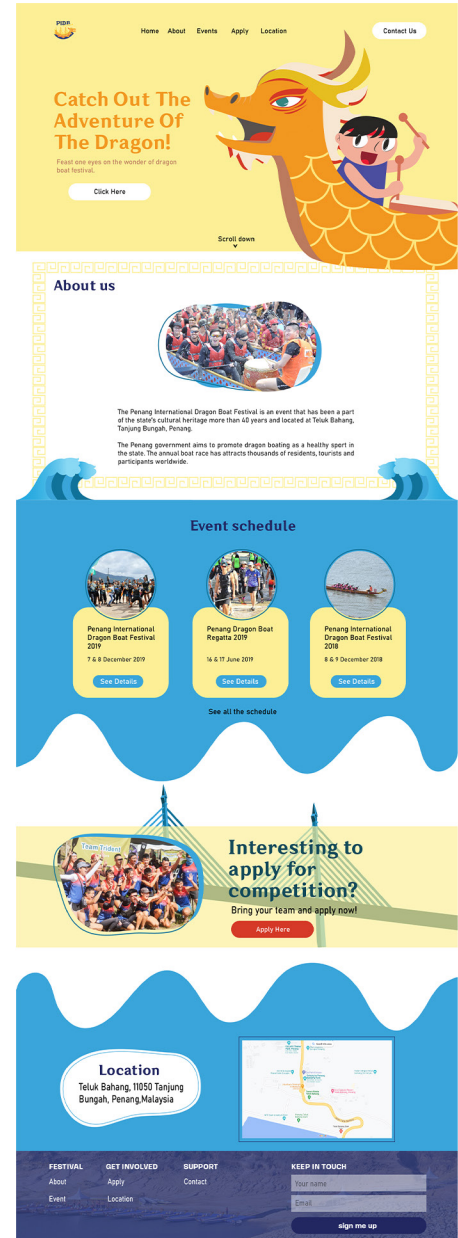 PIDBF
Home About Events Apply Location
Contact Us
Catch Out The
Adventure Of
The Dragon!
Feast one eyes on the wonder of dragon
boat festival.
Click Here
Scroll down
About us
The Penang International Dragon Boat Festival is an event that has been a part
of the state's cultural heritage more than 40 years and located at Teluk Bahang,
Tanjung Bungah, Penang.
The Penang government aims to promote dragon boating as a healthy sport in
the state. The annual boat race has attracts thousands of residents, tourists and
participants worldwide.
Event schedule
Penang International
Dragon Boat Festival
2019
7 & 8 December 2019
See Details
Penang Dragon Boat
Regatta 2019
16 & 17 June 2019
See Details
Penang International
Dragon Boat Festival
2018
8 & 9 December 2018
See Details
See all the schedule
Team Trident
Interesting to
apply for
competition?
Bring your team and apply now!
Apply Here
Location
Teluk Bahang, 11050 Tanjung
Bungah, Penang,Malaysia
FESTIVAL GET INVOLVED SUPPORT KEEP IN TOUCH
About Apply Contact Your name
Event Location Email
sign me up